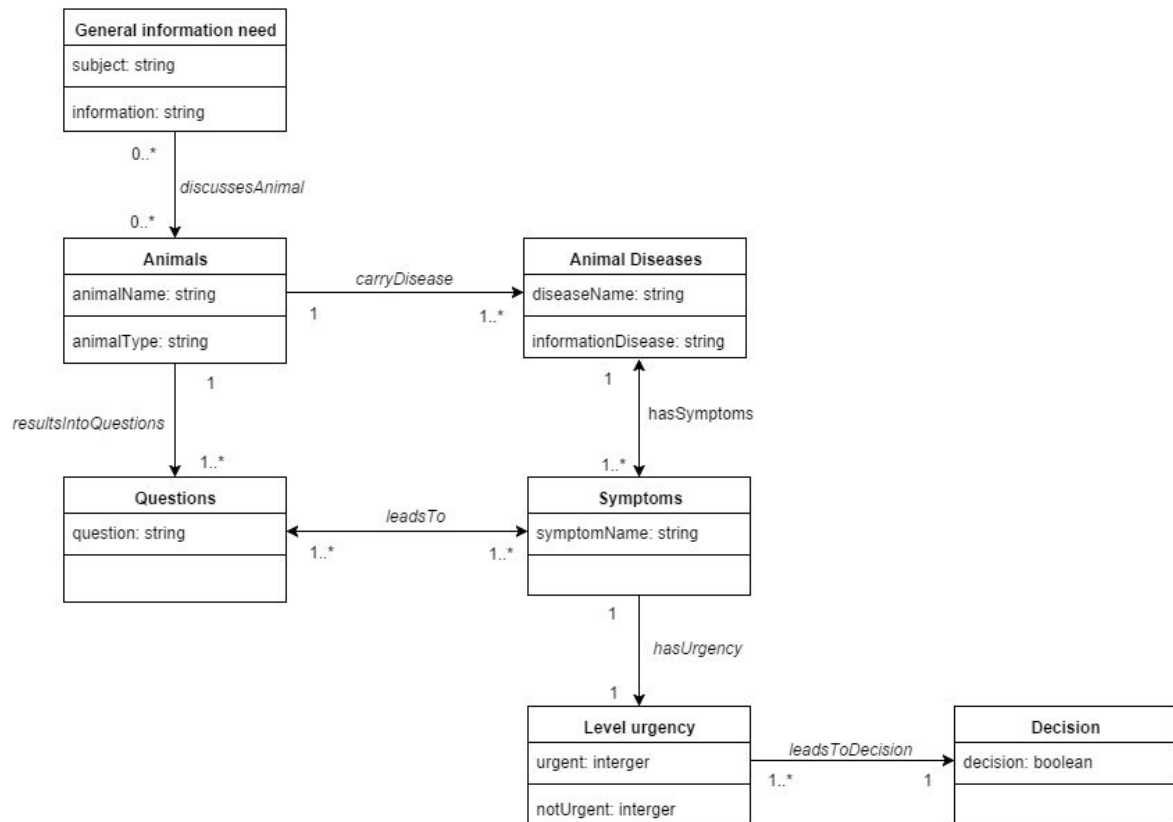 General information need
subject: string
information: string
0..*
discussesAnimal
0..*
Animals
animalName: string
animalType: string
carryDisease
1
1..*
Animal Diseases
diseaseName: string
informationDisease: string
1
resultsIntoQuestions
1..*
1
hasSymptoms
1..*
Questions
question: string
leadsTo
1..*
1..*
Symptoms
symptomName: string
1
hasUrgency
1
Level urgency
urgent: interger
notUrgent: interger
leadsToDecision
1..*
1
Decision
decision: boolean